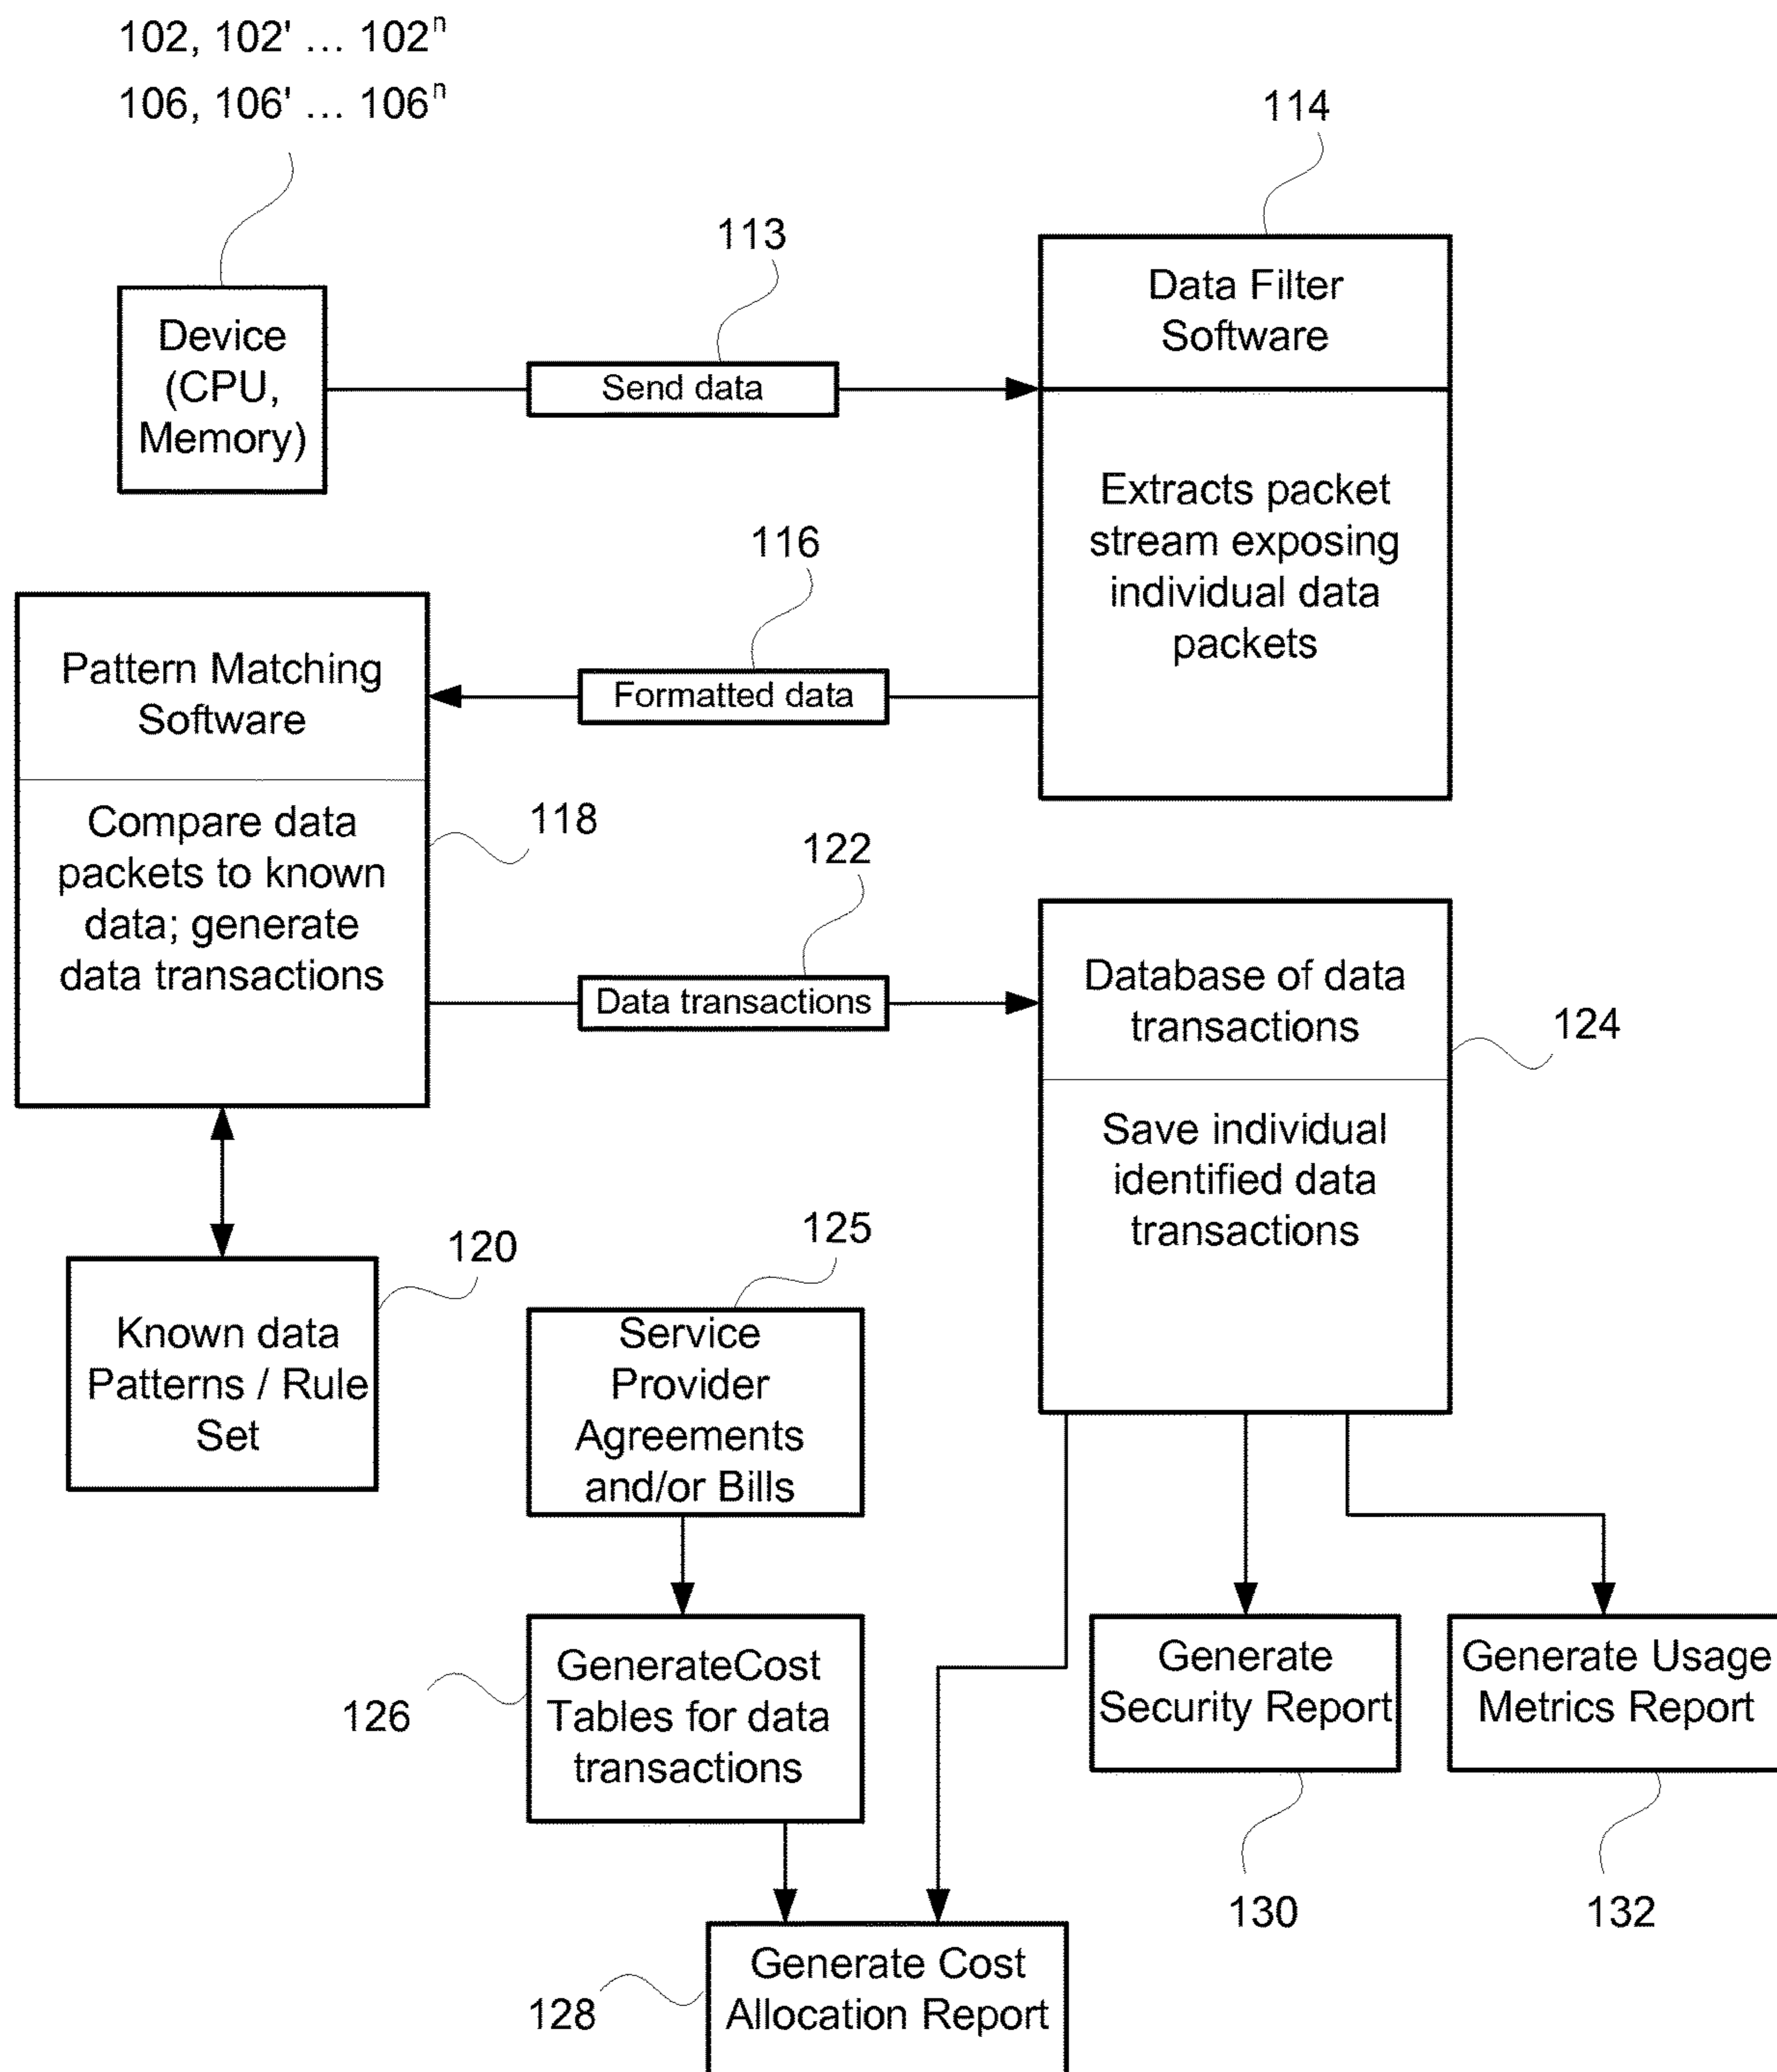 102, 102' ... 102ⁿ
106, 106' ... 106ⁿ
114
113
Data Filter
Software
Device
(CPU,
Memory)
Send data
Extracts packet
stream exposing
individual data
packets
116
Pattern Matching
Software
Formatted data
Compare data
packets to known
data; generate
data transactions
118
122
Database of data
transactions
Data transactions
124
Save individual
identified data
transactions
120
125
Known data
Patterns / Rule
Set
Service
Provider
Agreements
and/or Bills
GenerateCost
Tables for data
transactions
126
Generate
Security Report
Generate Usage
Metrics Report
130
132
Generate Cost
Allocation Report
128